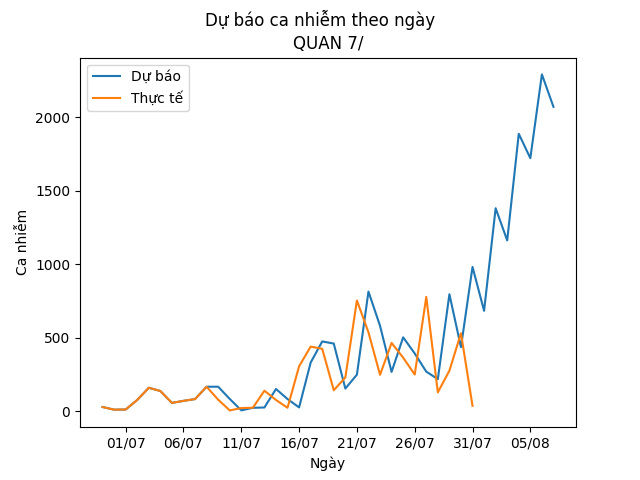 Dự báo ca nhiễm theo ngày
QUAN 7/
Dự báo
Thực tế
Ca nhiễm
2000
1500
1000
500
0
01/07 06/07 11/07 16/07 21/07 26/07 31/07 05/08
Ngày